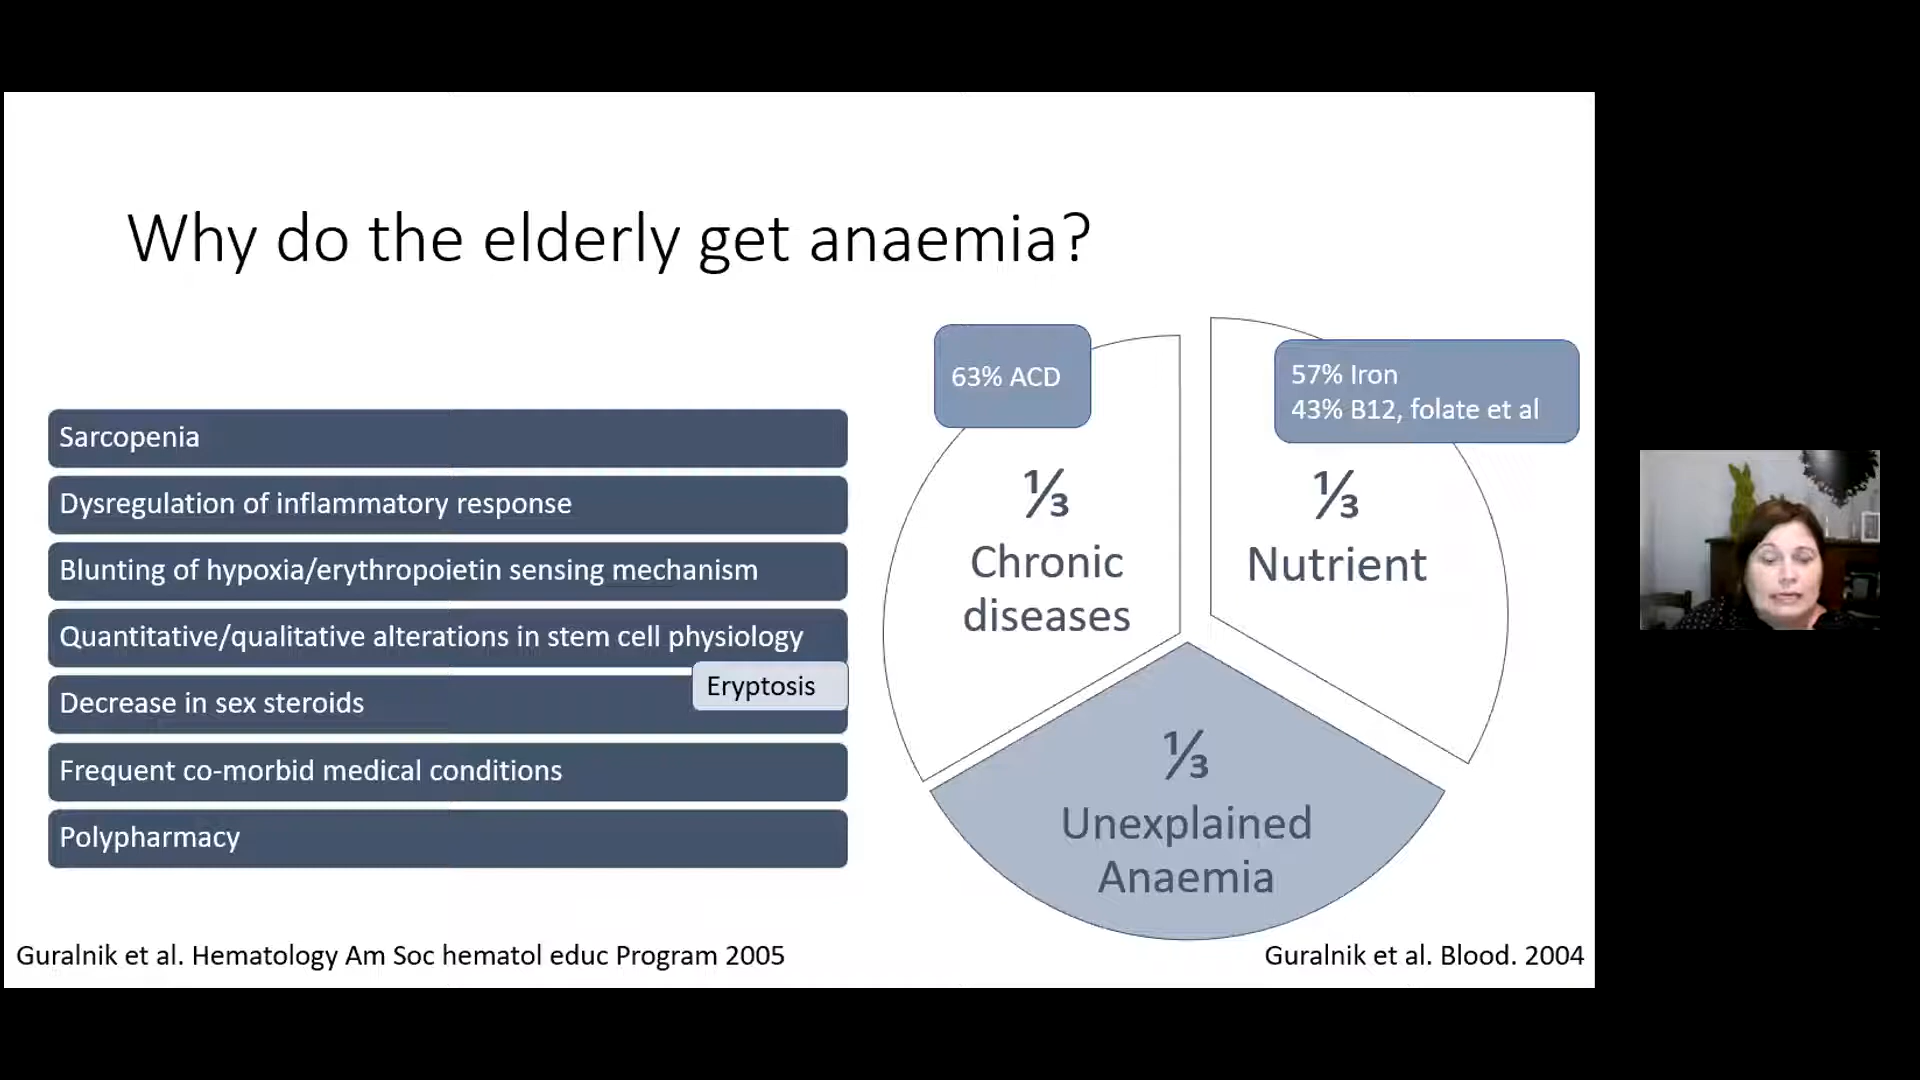 Why do the elderly get anaemia?
Sarcopenia
Dysregulation of inflammatory response
Blunting of hypoxia/erythropoietin sensing mechanism
Quantitative/qualitative alterations in stem cell physiology
Eryptosis
Decrease in sex steroids
Frequent co-morbid medical conditions
Polypharmacy
63% ACD
⅓
Chronic
diseases
57% Iron
43% B12, folate et al
⅓
Nutrient
⅓
Unexplained
Anaemia
Guralnik et al. Hematology Am Soc hematol educ Program 2005
Guralnik et al. Blood. 2004